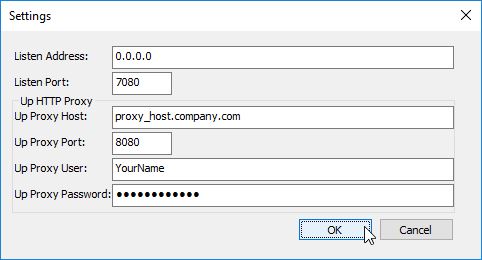 Settings
Listen Address: 0.0.0.0
Listen Port: 7080
Up HTTP Proxy
Up Proxy Host: proxy_host.company.com
Up Proxy Port: 8080
Up Proxy User: YourName
Up Proxy Password: ●●●●●●●●●●●●
OK Cancel